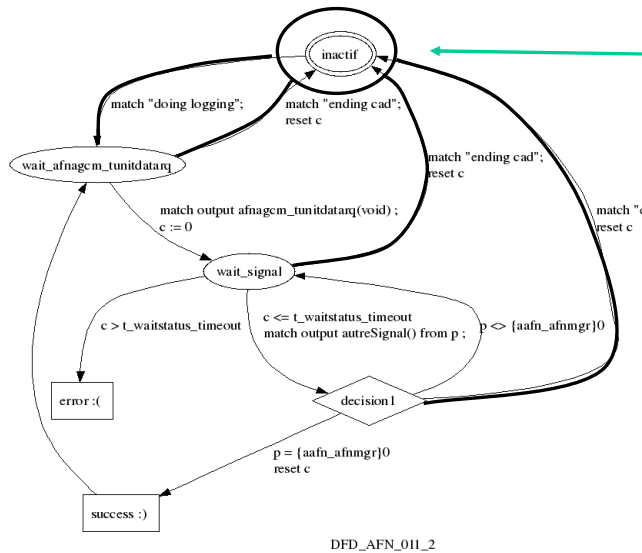 inactif
match "doing logging";
match "ending cad";
reset c
wait_afnagcm_tunitdatarq
match "ending cad";
reset c
match output afnagcm_tunitdatarq(void) ;
c := 0
match "
reset c
wait_signal
c <= t_waitstatus_timeout
match output autreSignal() from p ;
c > t_waitstatus_timeout
p <> {aafn_afnmgr}0
error :(
decision1
p = {aafn_afnmgr}0
reset c
success :)
DFD_AFN_011_2